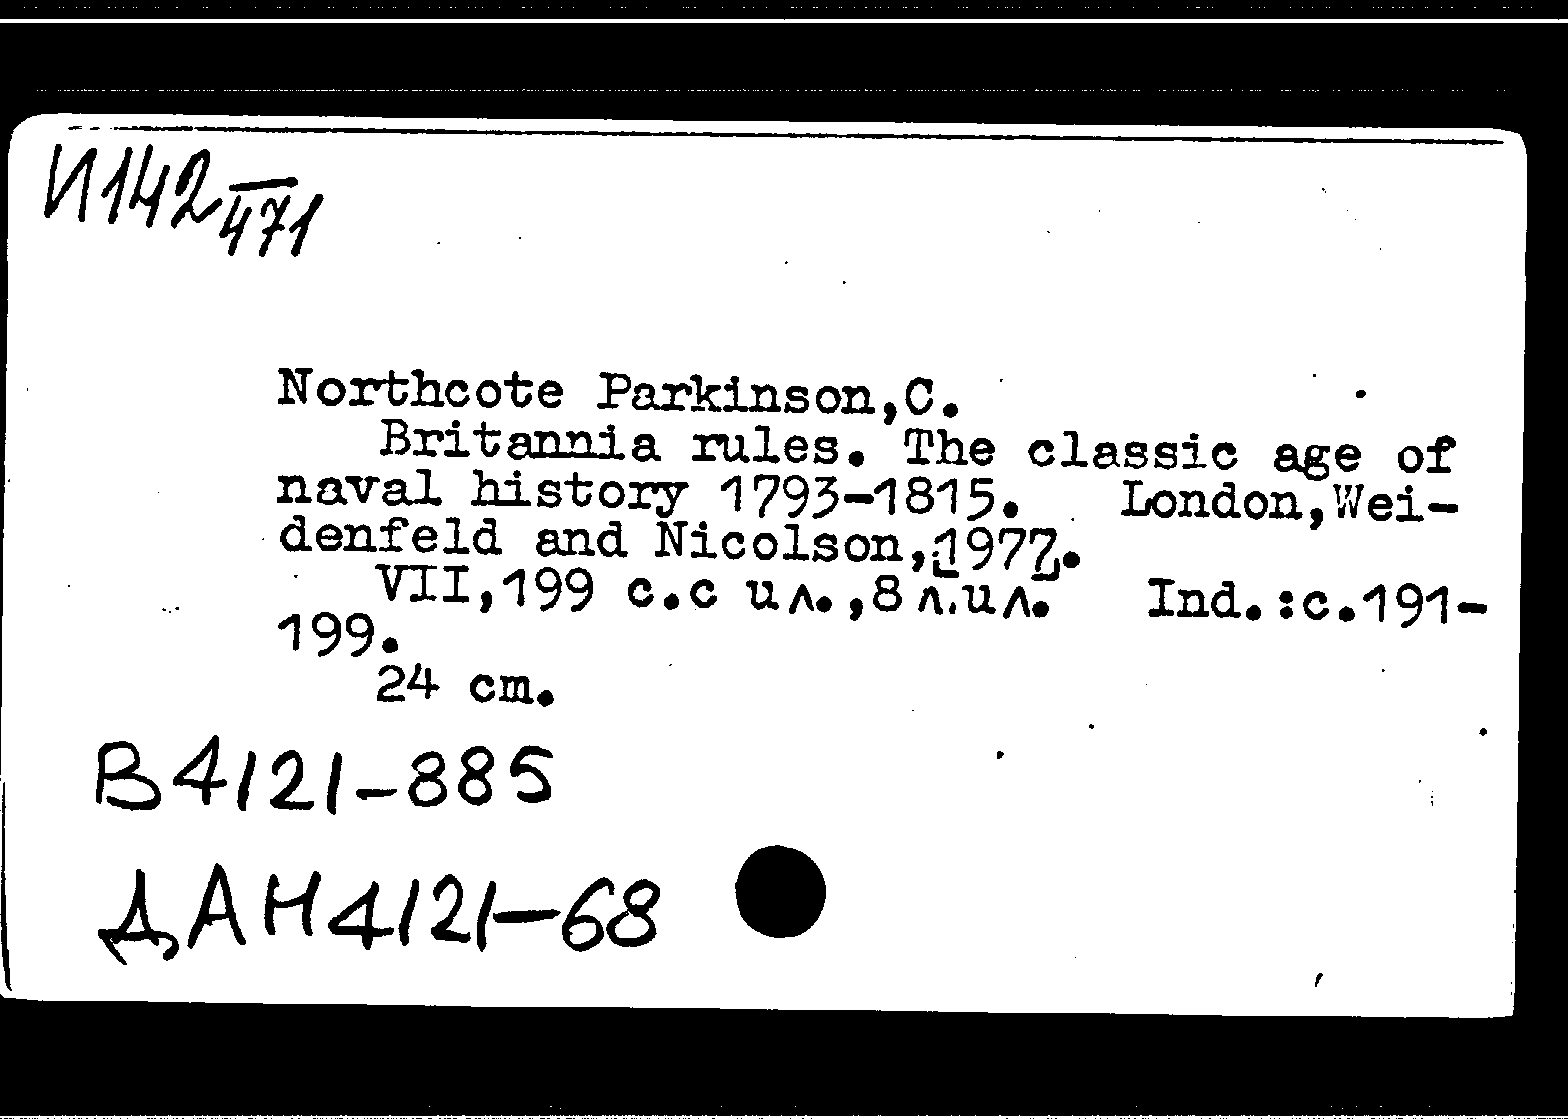 И142
471
Northcote Parkinson,C.
Britannia rules. The classic age of
naval history 1793-1815. London,Wei-
denfeld and Nicolson,[1977].
VII,199 с.с ил.,8 л.ил. Ind.:c.191-
199.
24 cm.
В4121-885
ДАН4121-68